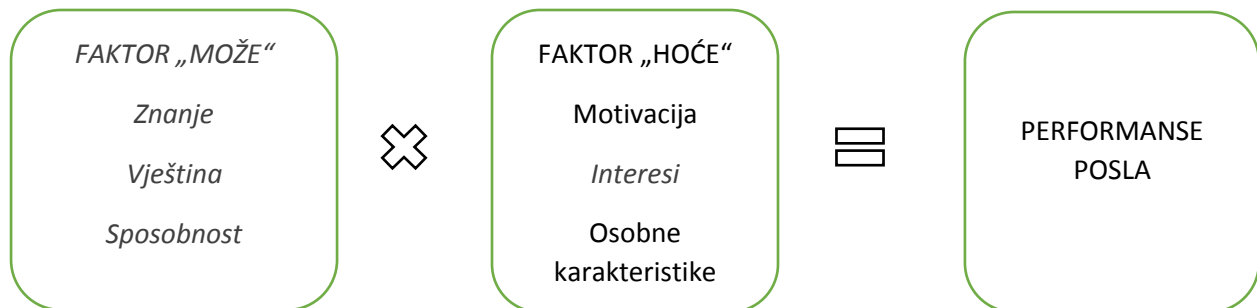 FAKTOR „MOŽE“
Znanje
Vještina
Sposobnost
FAKTOR „HOĆE“
Motivacija
Interesi
Osobne
karakteristike
PERFORMANSE
POSLA